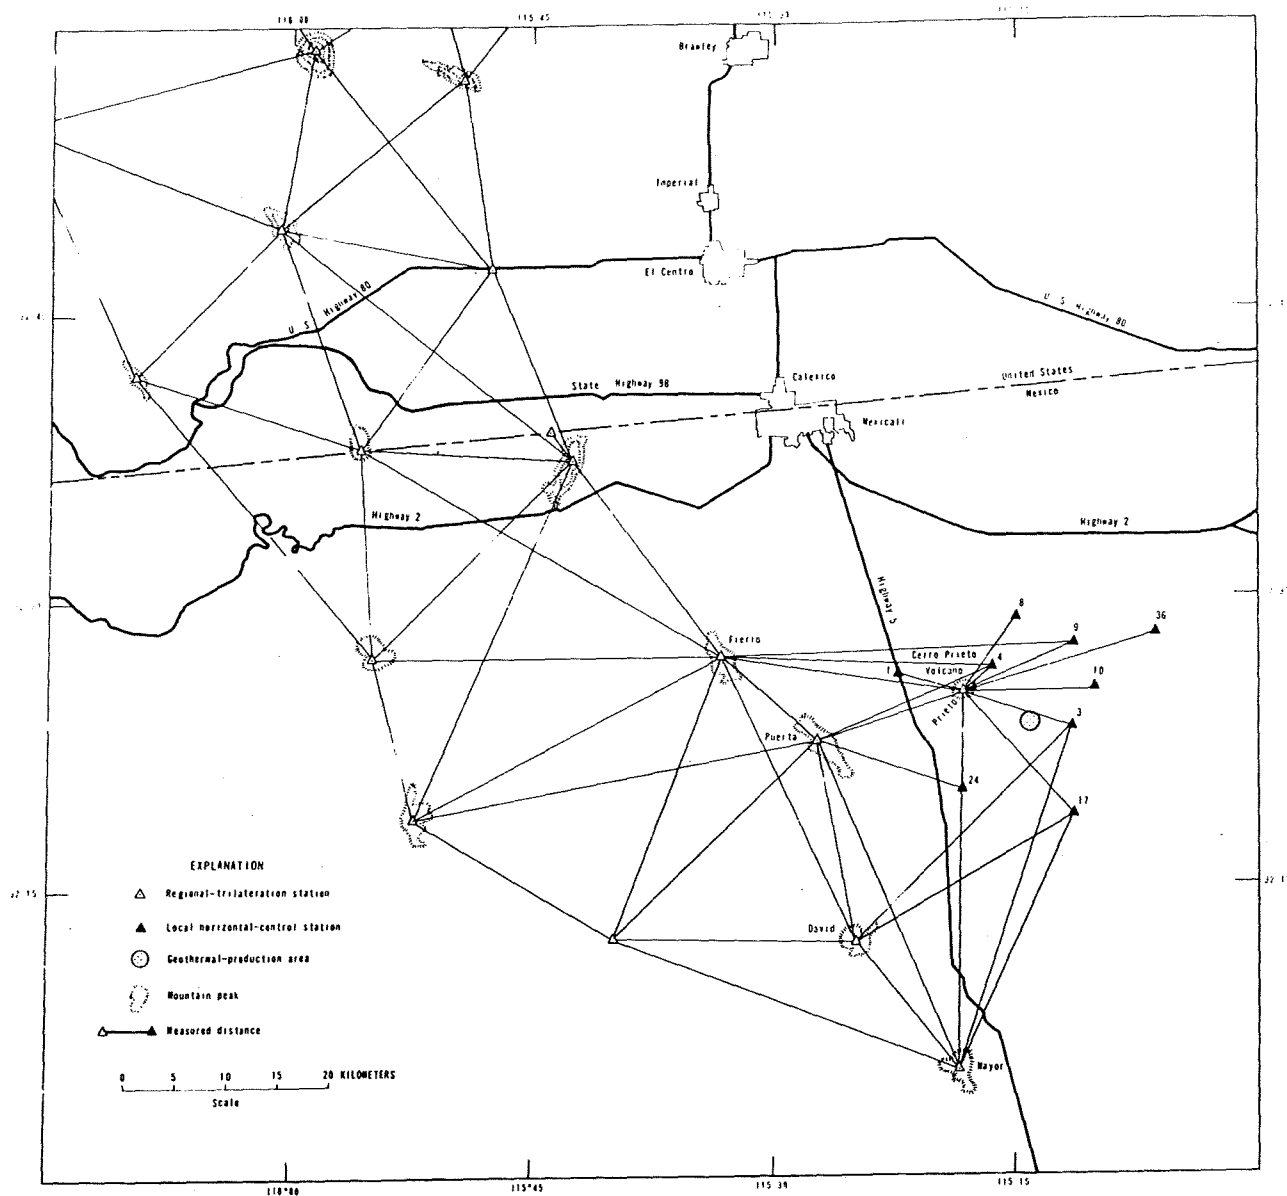 115 45
Brawley
Imperial
El Centro
U. S. Highway 80
U. S. Highway 80
State Highway 98
Calexico
United States
Mexico
Mexicali
Highway 2
Highway 2
Highway 5
8
36
9
Fierro
Cerro Prieto
Volcano
4
1
10
Prieto
3
Puerta
24
17
EXPLANATION
Regional-trilateration station
Local horizontal-control station
Geothermal-production area
Mountain peak
Measured distance
0 5 10 15 20 KILOMETERS
Scale
David
Mayor
115°45
115 30
115 15